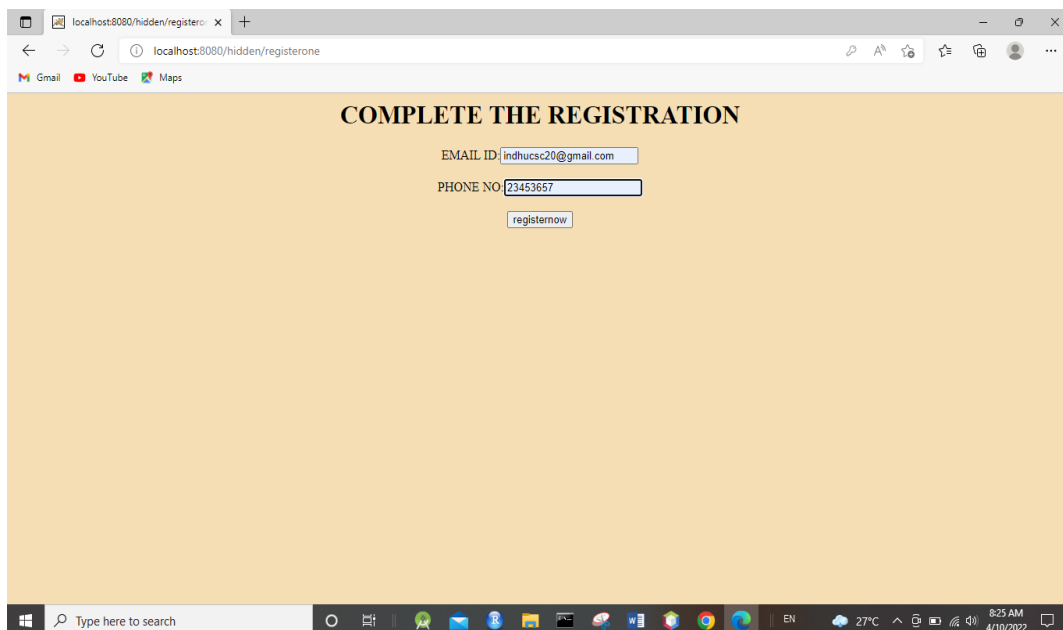 localhost:8080/hidden/registero
localhost:8080/hidden/registerone
Gmail YouTube Maps
COMPLETE THE REGISTRATION
EMAIL ID: indhucsc20@gmail.com
PHONE NO: 23453657
registernow
Type here to search
EN 27°C 8:25 AM
4/10/2022